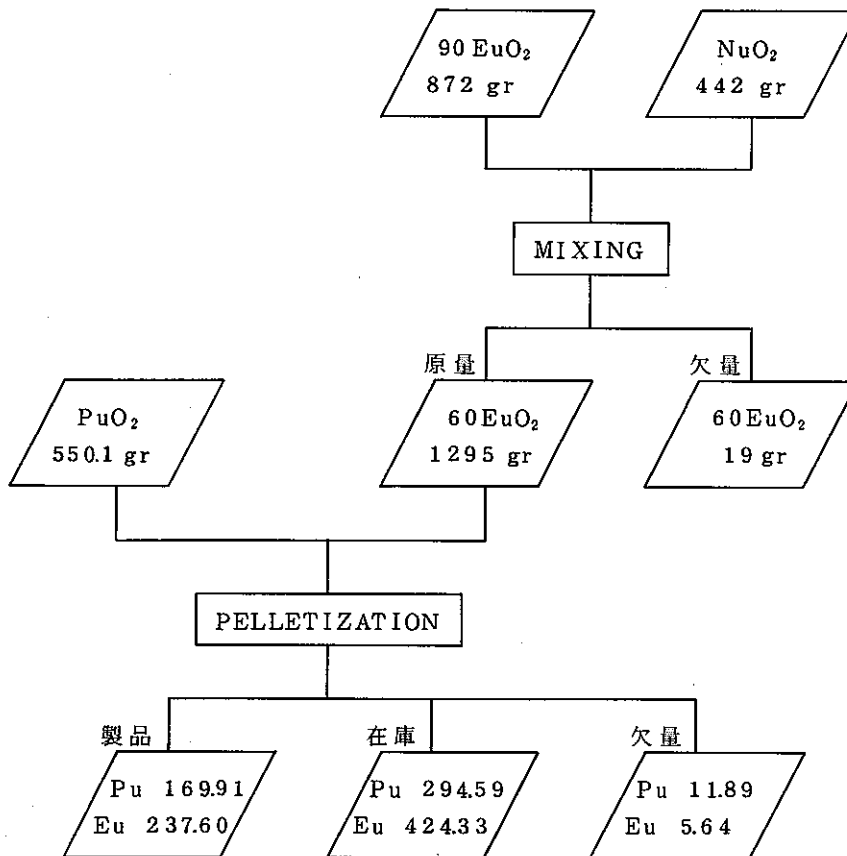 90 EuO₂
872 gr
NuO₂
442 gr
MIXING
原量
欠量
PuO₂
550.1 gr
60EuO₂
1295 gr
60EuO₂
19 gr
PELLETIZATION
製品
在庫
欠量
Pu 169.91
Eu 237.60
Pu 294.59
Eu 424.33
Pu 11.89
Eu 5.64